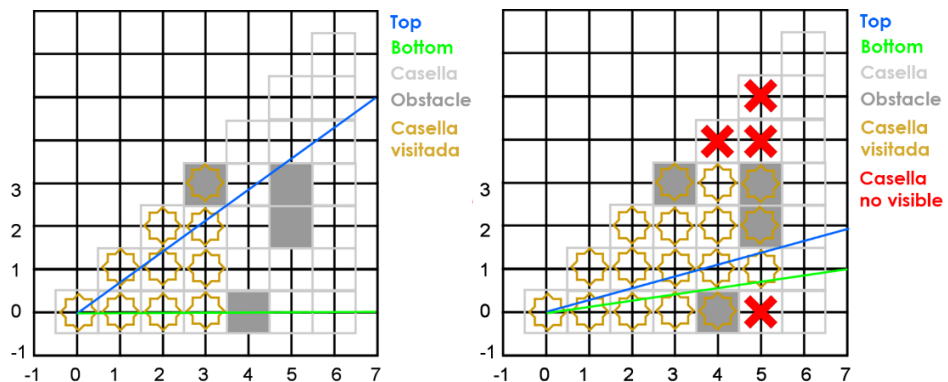 Top
Bottom
Casella
Obstacle
Casella
visitada
3
2
1
0
-1
0 1 2 3 4 5 6 7
Top
Bottom
Casella
Obstacle
Casella
visitada
Casella
no visible
3
2
1
0
-1
0 1 2 3 4 5 6 7